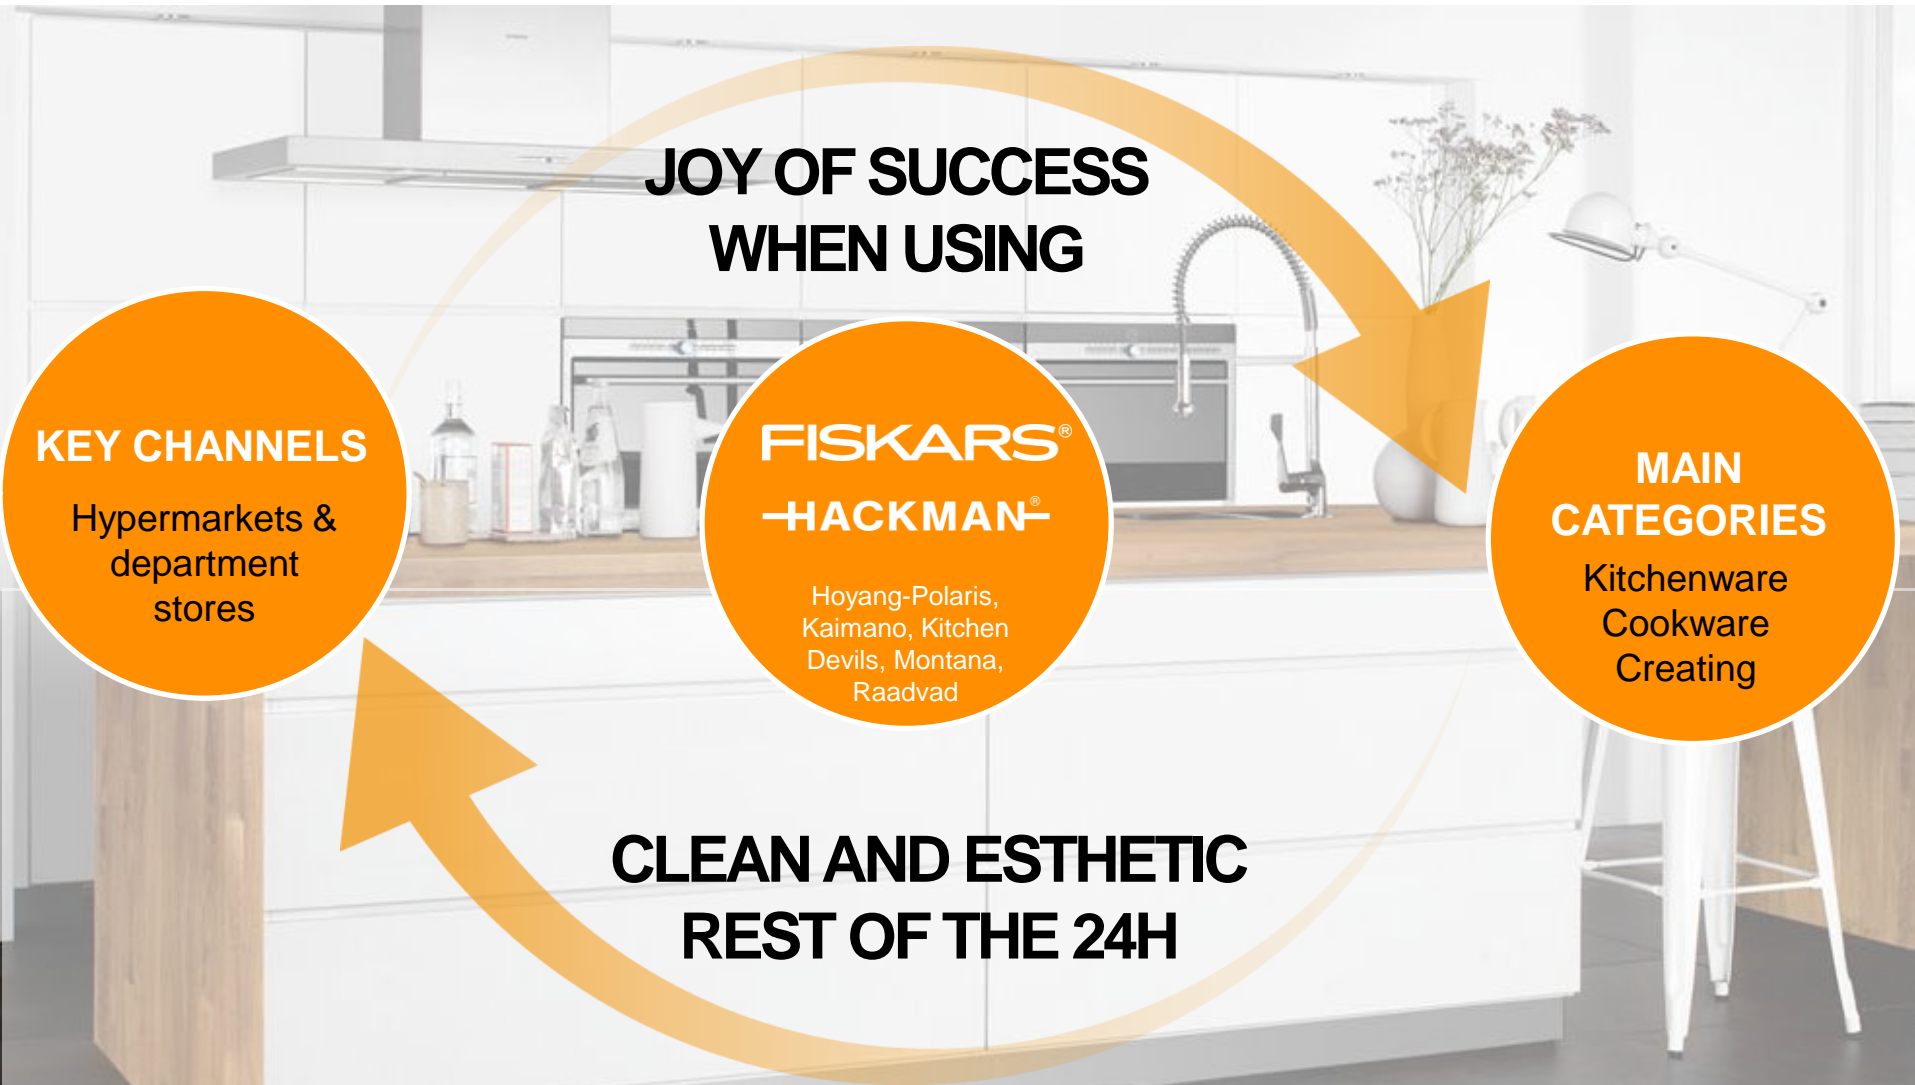 JOY OF SUCCESS
WHEN USING
KEY CHANNELS
Hypermarkets &
department
stores
FISKARS®
HACKMAN®
Hoyang-Polaris,
Kaimano, Kitchen
Devils, Montana,
Raadvad
MAIN
CATEGORIES
Kitchenware
Cookware
Creating
CLEAN AND ESTHETIC
REST OF THE 24H